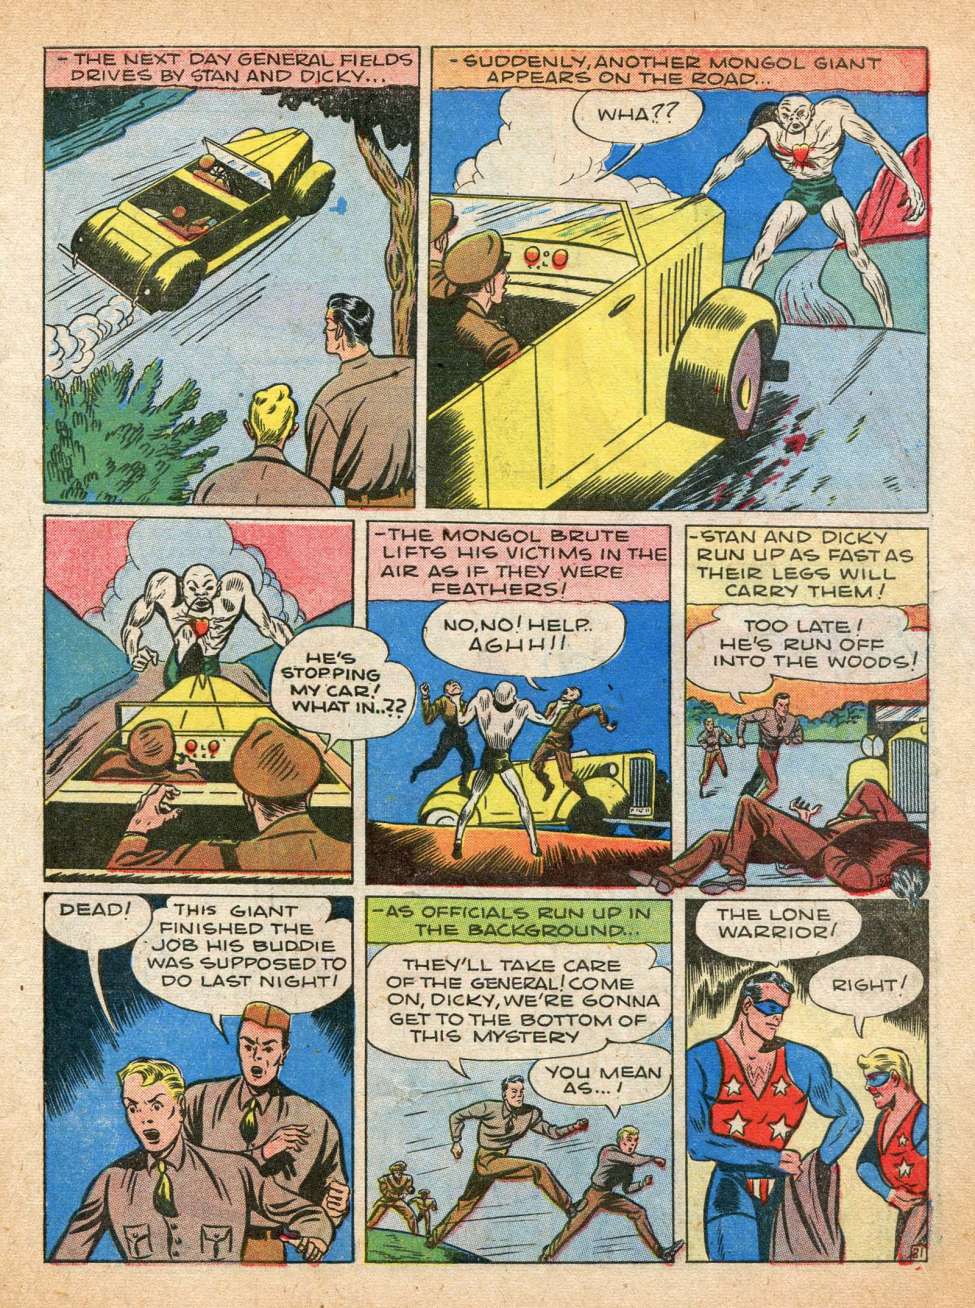 -THE NEXT DAY GENERAL FIELDS
DRIVES BY STAN AND DICKY...
-SUDDENLY, ANOTHER MONGOL GIANT
APPEARS ON THE ROAD...
WHA??
HE'S
STOPPING
MY CAR!
WHAT IN..??
-THE MONGOL BRUTE
LIFTS HIS VICTIMS IN THE
AIR AS IF THEY WERE
FEATHERS!
NO, NO! HELP..
AGHH!!
-STAN AND DICKY
RUN UP AS FAST AS
THEIR LEGS WILL
CARRY THEM!
TOO LATE!
HE'S RUN OFF
INTO THE WOODS!
DEAD!
THIS GIANT
FINISHED THE
JOB HIS BUDDIE
WAS SUPPOSED TO
DO LAST NIGHT!
-AS OFFICIALS RUN UP IN
THE BACKGROUND...
THEY'LL TAKE CARE
OF THE GENERAL! COME
ON, DICKY, WE'RE GONNA
GET TO THE BOTTOM OF
THIS MYSTERY
YOU MEAN
AS...!
THE LONE
WARRIOR!
RIGHT!